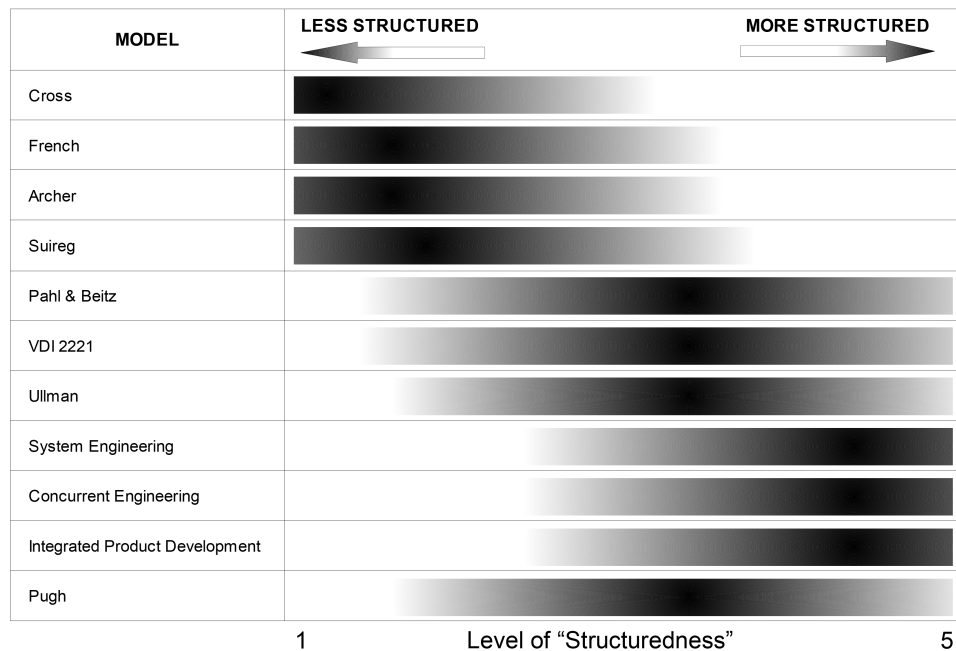 MODEL
LESS STRUCTURED
MORE STRUCTURED
Cross
French
Archer
Suireg
Pahl & Beitz
VDI 2221
Ullman
System Engineering
Concurrent Engineering
Integrated Product Development
Pugh
1 Level of “Structuredness” 5